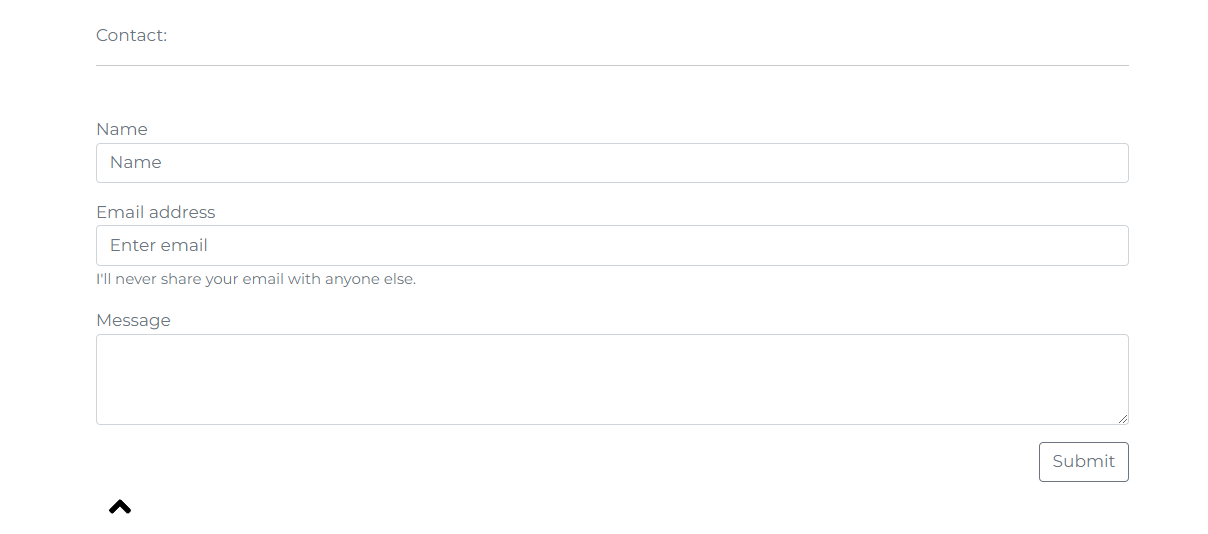 Contact:
Name
Name
Email address
Enter email
I'll never share your email with anyone else.
Message
Submit